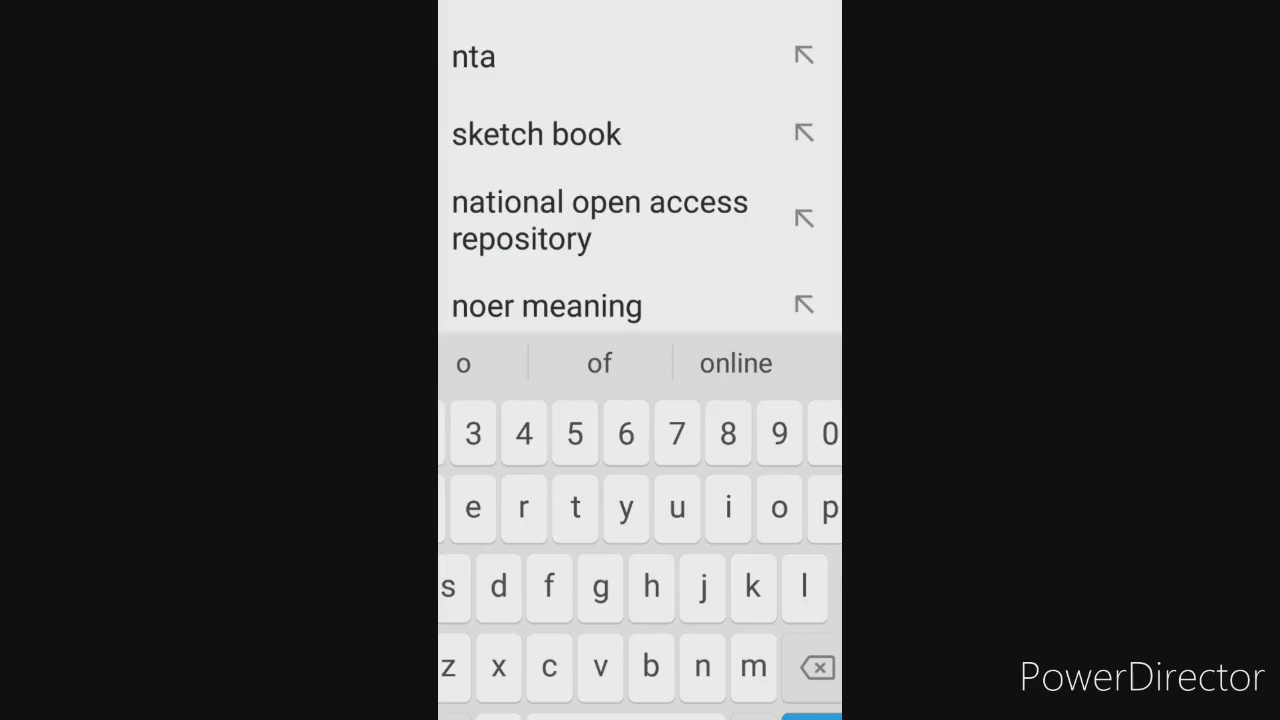 nta
sketch book
national open access
repository
noer meaning
o of online
3 4 5 6 7 8 9 0
e r t y u i o p
s d f g h j k l
z x c v b n m
PowerDirector